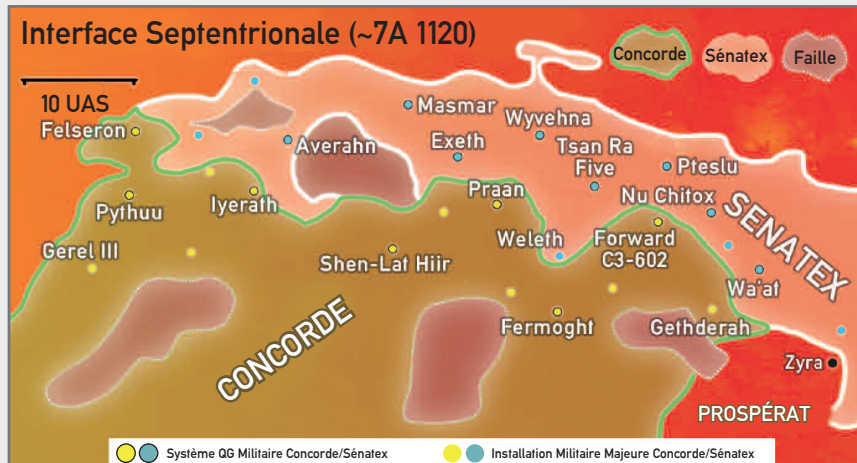 Interface Septentrionale (~7A 1120)
Concorde
Sénatex
Faille
10 UAS
Felseron
Masmar
Wyvehna
Averahn
Exeth
Tsan Ra
Five
Pteslu
Pythuu
Iyerath
Praan
Nu Chitox
SENATEX
Gerel III
Shen-Lat Hiir
Weleth
Forward
C3-602
Wa'at
CONCORDE
Fermoght
Gethderah
Zyra
PROSPÉRAT
Système QG Militaire Concorde/Sénatex
Installation Militaire Majeure Concorde/Sénatex